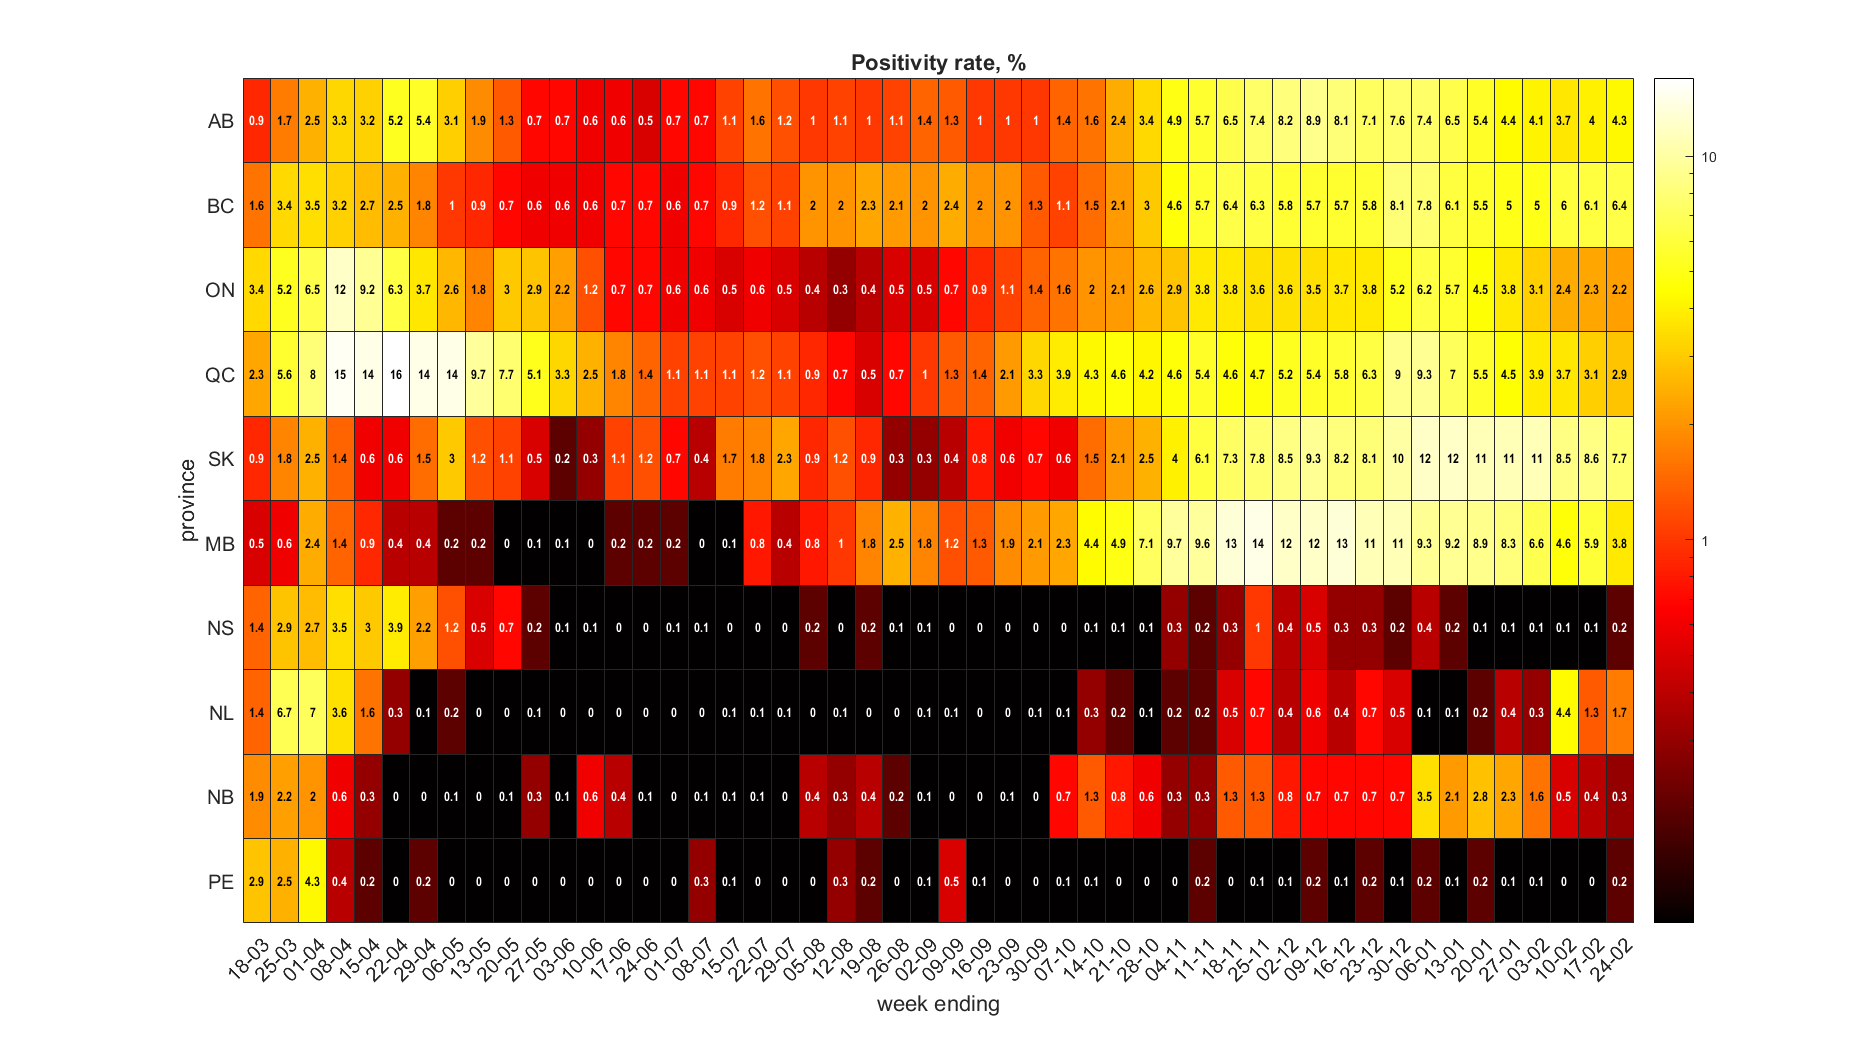 Positivity rate, %
AB 0.9 1.7 2.5 3.3 3.2 5.2 5.4 3.1 1.9 1.3 0.7 0.7 0.6 0.6 0.5 0.7 0.7 1.1 1.6 1.2 1 1.1 1 1.1 1.4 1.3 1 1 1 1.4 1.6 2.4 3.4 4.9 5.7 6.5 7.4 8.2 8.9 8.1 7.1 7.6 7.4 6.5 5.4 4.4 4.1 3.7 4 4.3
10
BC 1.6 3.4 3.5 3.2 2.7 2.5 1.8 1 0.9 0.7 0.6 0.6 0.6 0.7 0.7 0.6 0.7 0.9 1.2 1.1 2 2 2.3 2.1 2 2.4 2 2 1.3 1.1 1.5 2.1 3 4.6 5.7 6.4 6.3 5.8 5.7 5.7 5.8 8.1 7.8 6.1 5.5 5 5 6 6.1 6.4
ON 3.4 5.2 6.5 12 9.2 6.3 3.7 2.6 1.8 3 2.9 2.2 1.2 0.7 0.7 0.6 0.6 0.5 0.6 0.5 0.4 0.3 0.4 0.5 0.5 0.7 0.9 1.1 1.4 1.6 2 2.1 2.6 2.9 3.8 3.8 3.6 3.6 3.5 3.7 3.8 5.2 6.2 5.7 4.5 3.8 3.1 2.4 2.3 2.2
QC 2.3 5.6 8 15 14 16 14 14 9.7 7.7 5.1 3.3 2.5 1.8 1.4 1.1 1.1 1.1 1.2 1.1 0.9 0.7 0.5 0.7 1 1.3 1.4 2.1 3.3 3.9 4.3 4.6 4.2 4.6 5.4 4.6 4.7 5.2 5.4 5.8 6.3 9 9.3 7 5.5 4.5 3.9 3.7 3.1 2.9
SK 0.9 1.8 2.5 1.4 0.6 0.6 1.5 3 1.2 1.1 0.5 0.2 0.3 1.1 1.2 0.7 0.4 1.7 1.8 2.3 0.9 1.2 0.9 0.3 0.3 0.4 0.8 0.6 0.7 0.6 1.5 2.1 2.5 4 6.1 7.3 7.8 8.5 9.3 8.2 8.1 10 12 12 11 11 11 8.5 8.6 7.7
province
1
MB 0.5 0.6 2.4 1.4 0.9 0.4 0.4 0.2 0.2 0 0.1 0.1 0 0.2 0.2 0.2 0 0.1 0.8 0.4 0.8 1 1.8 2.5 1.8 1.2 1.3 1.9 2.1 2.3 4.4 4.9 7.1 9.7 9.6 13 14 12 12 13 11 11 9.3 9.2 8.9 8.3 6.6 4.6 5.9 3.8
NS 1.4 2.9 2.7 3.5 3 3.9 2.2 1.2 0.5 0.7 0.2 0.1 0.1 0 0 0.1 0.1 0 0 0 0.2 0 0.2 0.1 0.1 0 0 0 0 0 0.1 0.1 0.1 0.3 0.2 0.3 1 0.4 0.5 0.3 0.3 0.2 0.4 0.2 0.1 0.1 0.1 0.1 0.1 0.2
NL 1.4 6.7 7 3.6 1.6 0.3 0.1 0.2 0 0 0.1 0 0 0 0 0 0 0.1 0.1 0.1 0 0.1 0 0 0.1 0.1 0 0 0.1 0.1 0.3 0.2 0.1 0.2 0.2 0.5 0.7 0.4 0.6 0.4 0.7 0.5 0.1 0.1 0.2 0.4 0.3 4.4 1.3 1.7
NB 1.9 2.2 2 0.6 0.3 0 0 0.1 0 0.1 0.3 0.1 0.6 0.4 0.1 0 0.1 0.1 0.1 0 0.4 0.3 0.4 0.2 0.1 0 0 0.1 0 0.7 1.3 0.8 0.6 0.3 0.3 1.3 1.3 0.8 0.7 0.7 0.7 0.7 3.5 2.1 2.8 2.3 1.6 0.5 0.4 0.3
PE 2.9 2.5 4.3 0.4 0.2 0 0.2 0 0 0 0 0 0 0 0 0 0.3 0.1 0 0 0 0.3 0.2 0 0.1 0.5 0.1 0 0 0.1 0.1 0 0 0 0.2 0 0.1 0.1 0.2 0.1 0.2 0.1 0.2 0.1 0.2 0.1 0.1 0 0 0.2
18-03 25-03 01-04 08-04 15-04 22-04 29-04 06-05 13-05 20-05 27-05 03-06 10-06 17-06 24-06 01-07 08-07 15-07 22-07 29-07 05-08 12-08 19-08 26-08 02-09 09-09 16-09 23-09 30-09 07-10 14-10 21-10 28-10 04-11 11-11 18-11 25-11 02-12 09-12 16-12 23-12 30-12 06-01 13-01 20-01 27-01 03-02 10-02 17-02 24-02
week ending